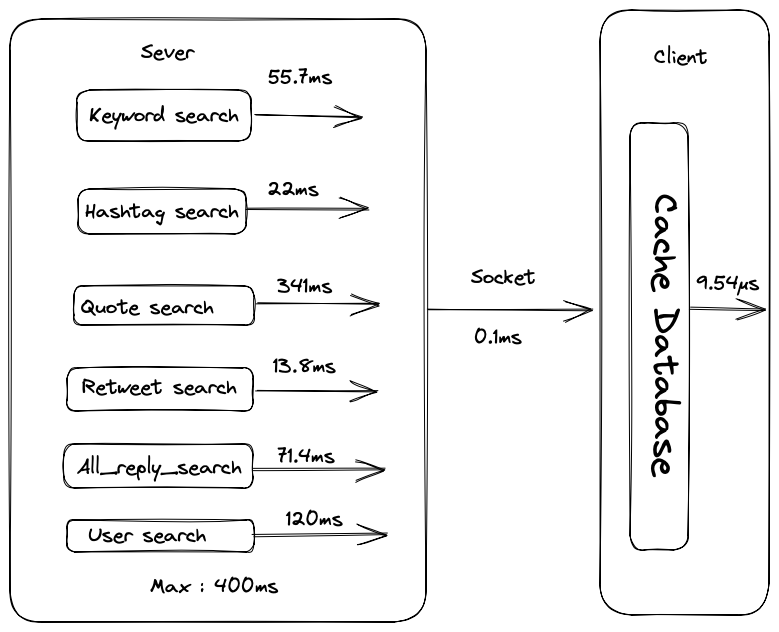 Sever
55.7ms
Keyword search
22ms
Hashtag search
341ms
Quote search
13.8ms
Retweet search
71.4ms
All_reply_search
120ms
User search
Max : 400ms
Socket
0.1ms
Client
Cache Database
9.54µs